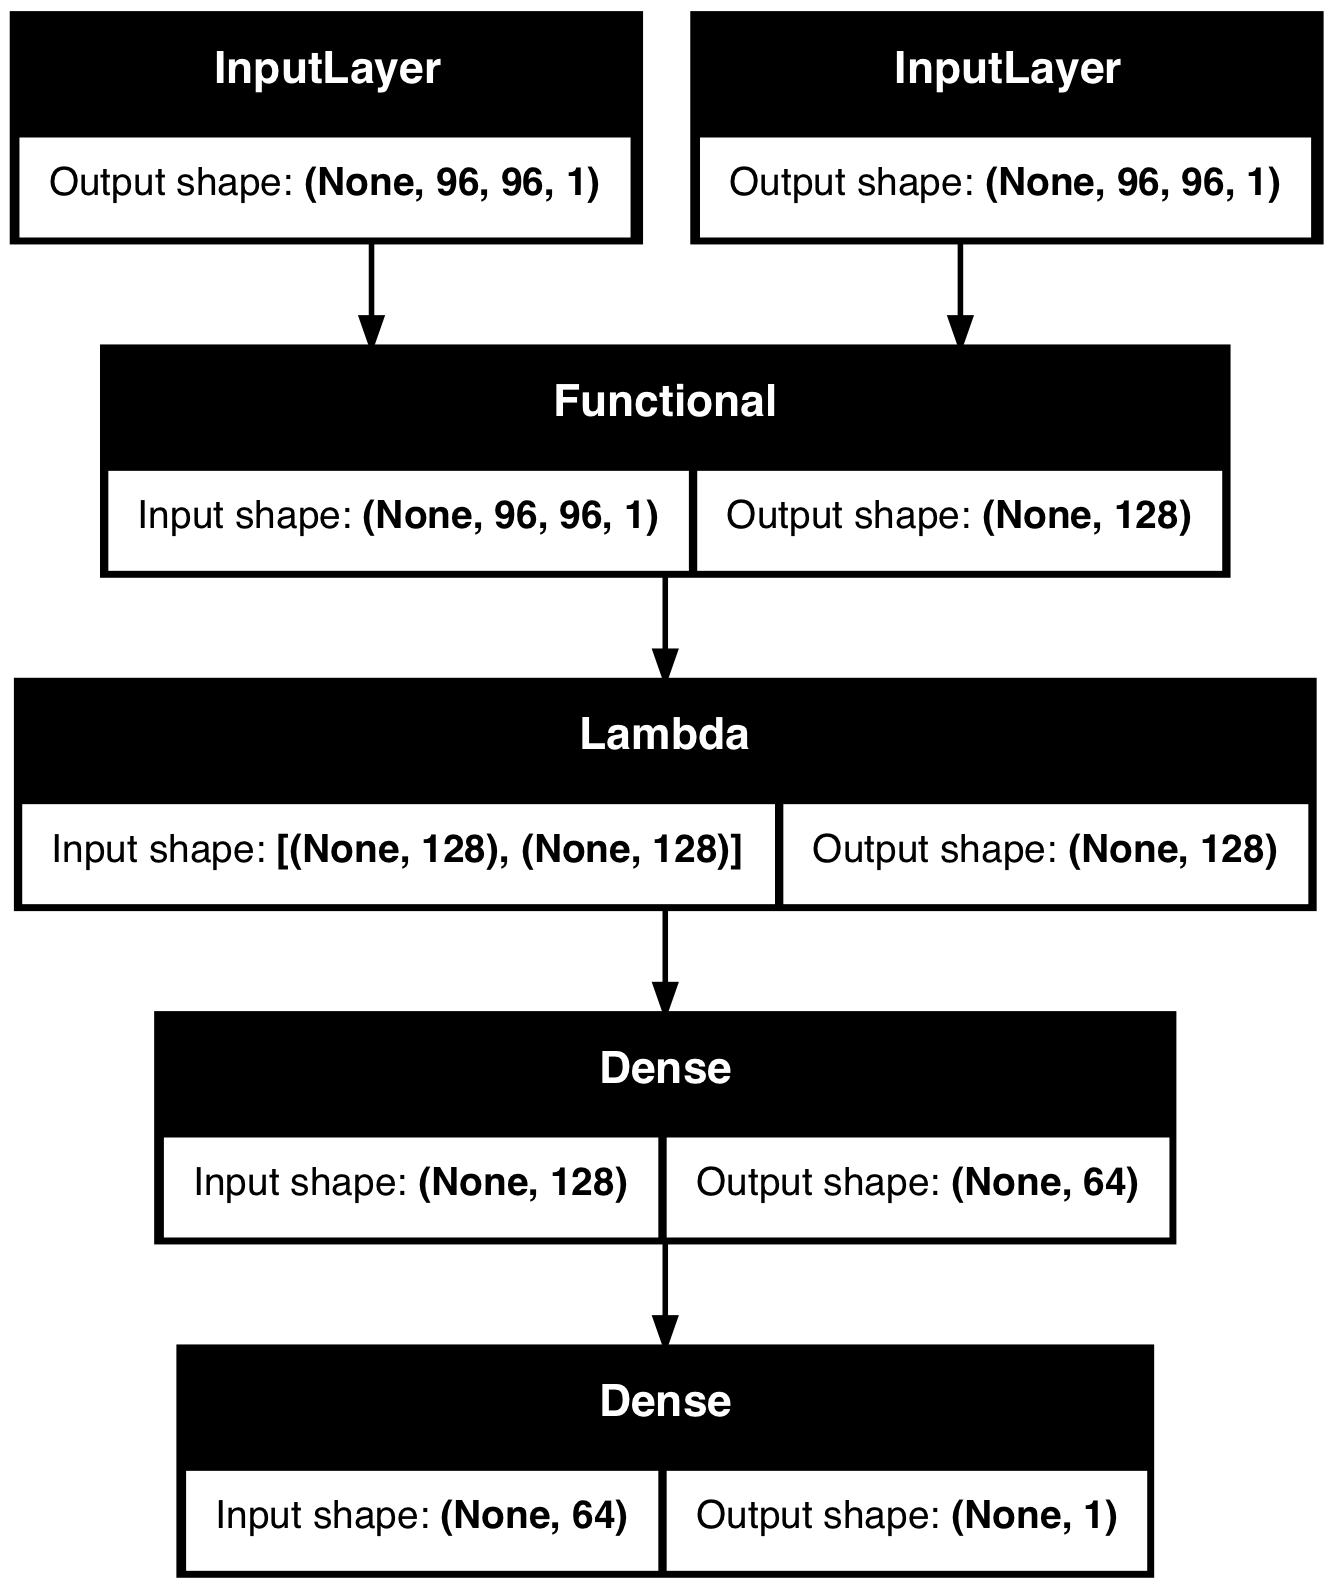 InputLayer
InputLayer
Output shape: (None, 96, 96, 1)
Output shape: (None, 96, 96, 1)
Functional
Input shape: (None, 96, 96, 1)
Output shape: (None, 128)
Lambda
Input shape: [(None, 128), (None, 128)]
Output shape: (None, 128)
Dense
Input shape: (None, 128)
Output shape: (None, 64)
Dense
Input shape: (None, 64)
Output shape: (None, 1)